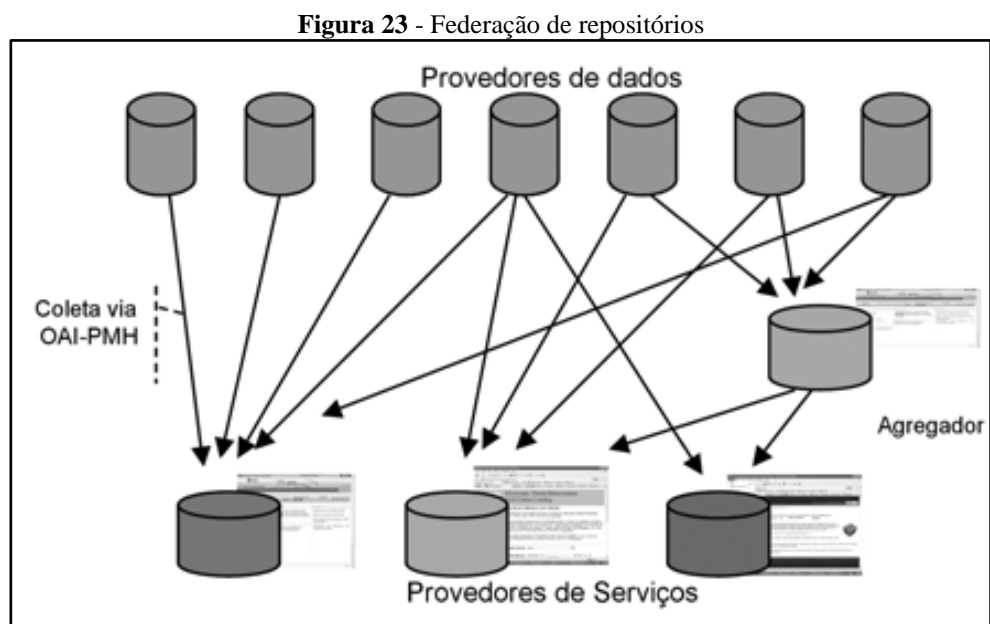 Figura 23 - Federação de repositórios
Provedores de dados
Coleta via
OAI-PMH
Agregador
Provedores de Serviços